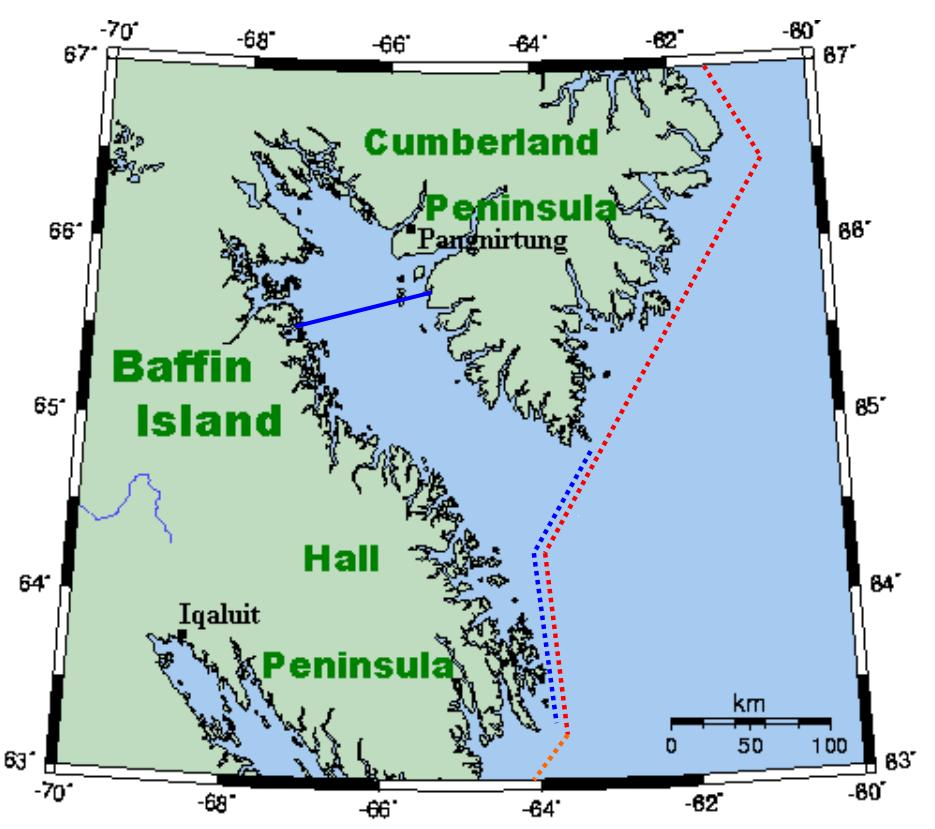 -70° -68° -66° -64° -62° -60°
67° 67°
Cumberland
Peninsula
66° 66°
Pangnirtung
Baffin
Island
65° 65°
Hall
64° 64°
Iqaluit
Peninsula
km
0 50 100
63° 63°
-70° -68° -66° -64° -62° -60°